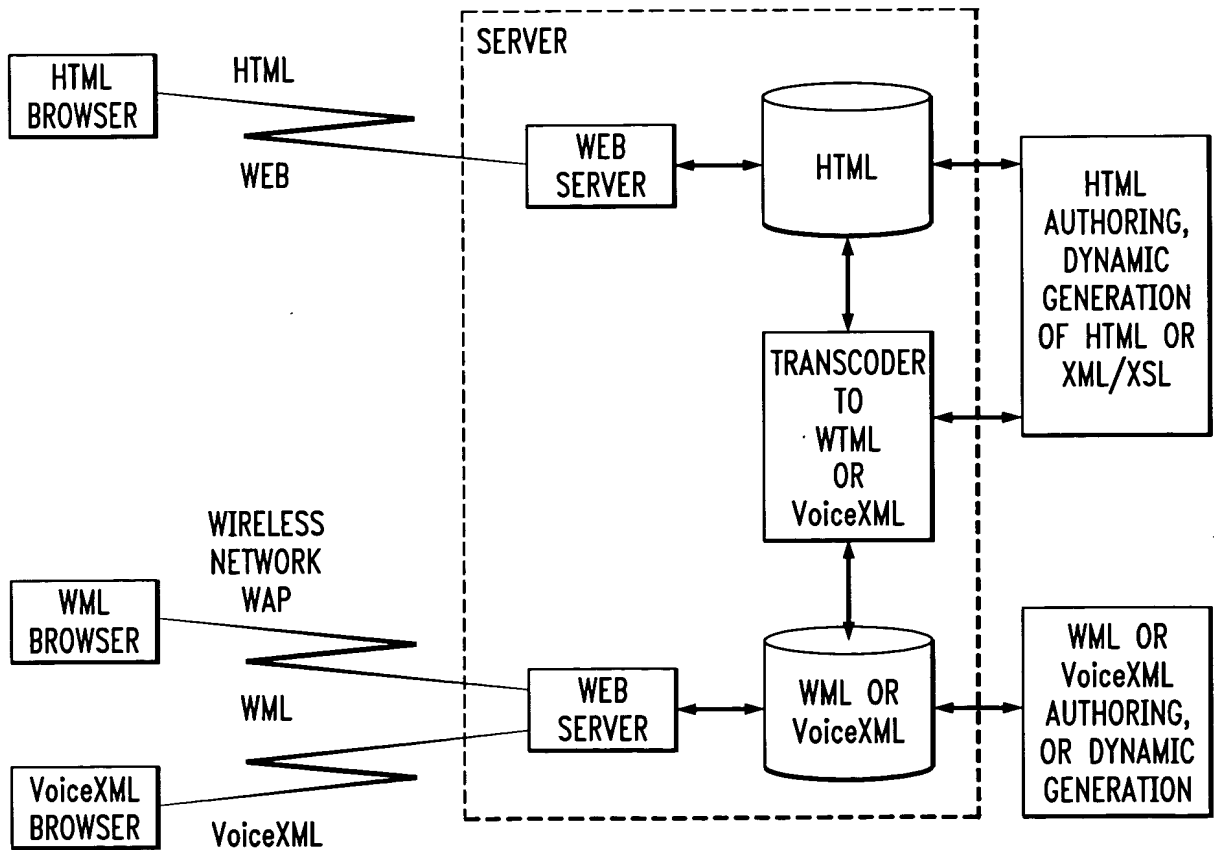 SERVER
HTML
BROWSER
HTML
WEB
WEB
SERVER
HTML
HTML
AUTHORING,
DYNAMIC
GENERATION
OF HTML OR
XML/XSL
TRANSCODER
TO
WTML
OR
VoiceXML
WIRELESS
NETWORK
WAP
WML
BROWSER
WML
WEB
SERVER
WML OR
VoiceXML
WML OR
VoiceXML
AUTHORING,
OR DYNAMIC
GENERATION
VoiceXML
BROWSER
VoiceXML